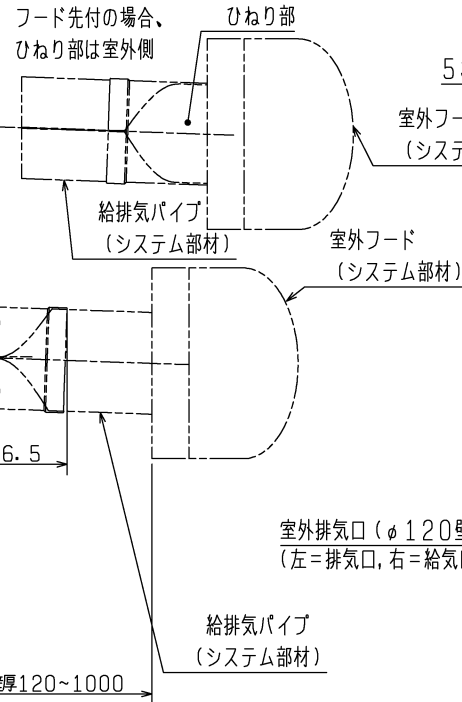 フード先付の場合、
ひねり部は室外側
ひねり部
室外フー
(システ
給排気パイプ
(システム部材)
室外フード
(システム部材)
6.5
室外排気口(φ120
(左=排気口,右=給気口
給排気パイプ
(システム部材)
厚120~1000